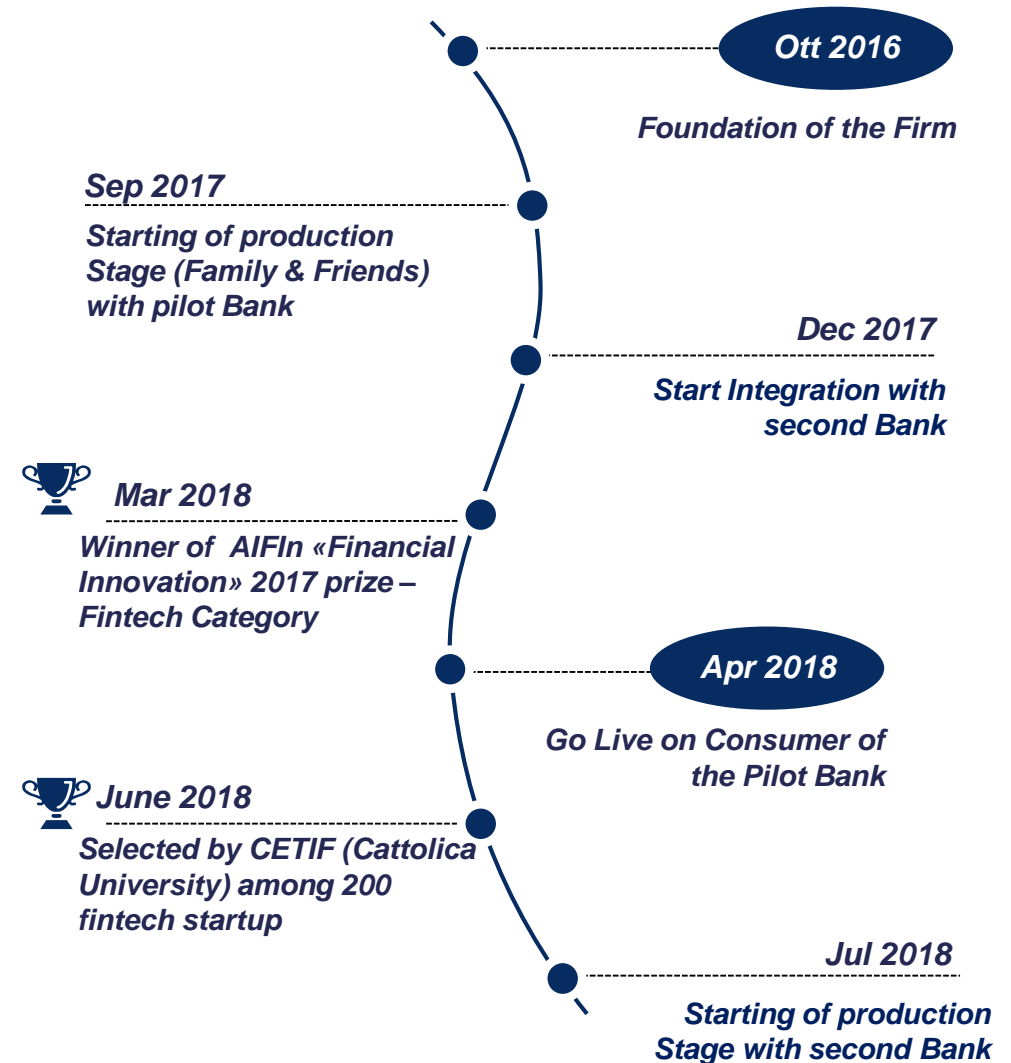 Ott 2016
Foundation of the Firm
Sep 2017
Starting of production
Stage (Family & Friends)
with pilot Bank
Dec 2017
Start Integration with
second Bank
Mar 2018
Winner of AIFIn «Financial
Innovation» 2017 prize –
Fintech Category
Apr 2018
Go Live on Consumer of
the Pilot Bank
June 2018
Selected by CETIF (Cattolica
University) among 200
fintech startup
Jul 2018
Starting of production
Stage with second Bank